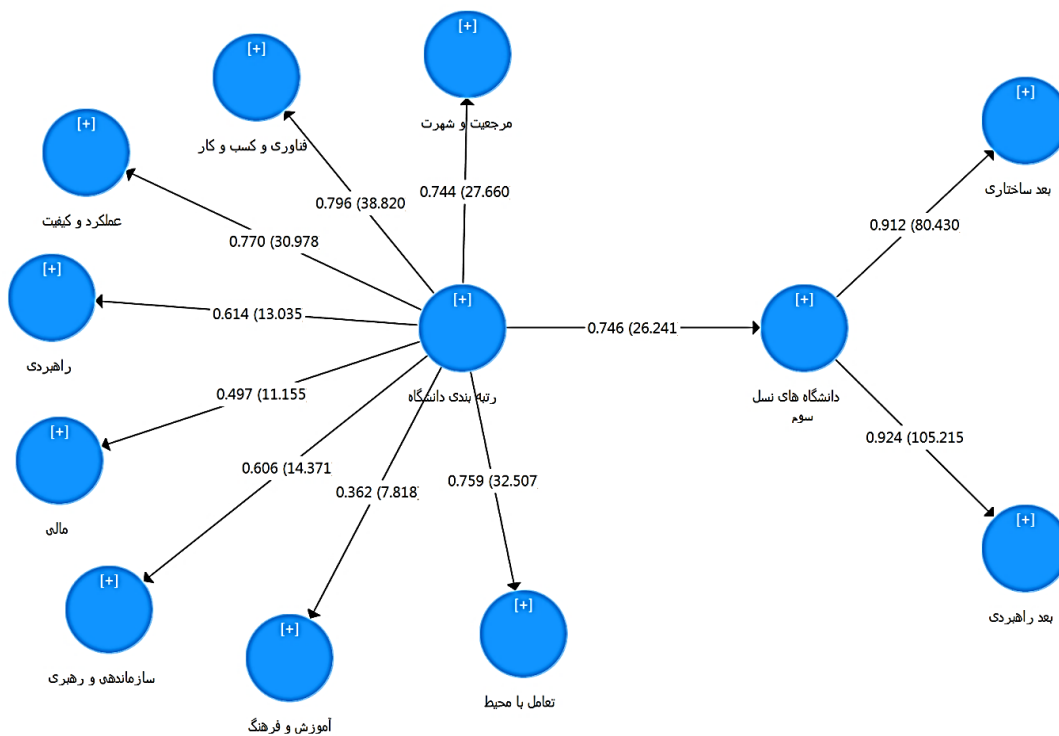 [+]
[+]
[+]
[+]
مرجعیت و شهرت
فناوری و کسب و کار
[+]
بعد ساختاری
0.744 (27.660
0.796 (38.820
عملکرد و کیفیت
0.912 (80.430
0.770 (30.978
[+]
[+]
[+]
0.614 (13.035
0.746 (26.241
راهبردی
0.497 (11.155
رتبه بندی دانشگاه
دانشگاه های نسل
سوم
[+]
0.924 (105.215
0.606 (14.371
0.362 (7.818)
0.759 (32.507
مالی
[+]
[+]
[+]
[+]
بعد راهبردی
سازماندهی و رهبری
تعامل با محیط
آموزش و فرهنگ